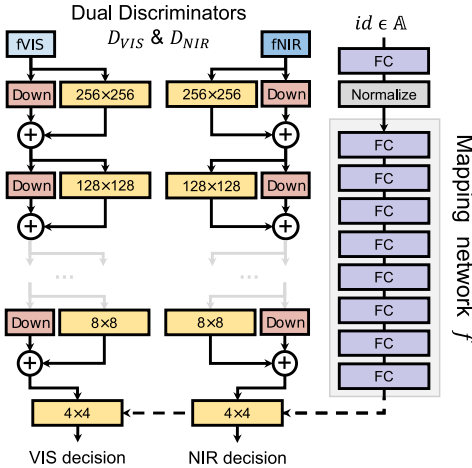 Dual Discriminators
D_VIS & D_NIR
fVIS
fNIR
Down
256×256
256×256
Down
+
+
Down
128×128
128×128
Down
+
+
...
...
Down
8×8
8×8
Down
+
+
4×4
4×4
VIS decision
NIR decision
id ∈ 𝔸
FC
Normalize
FC
FC
FC
FC
FC
FC
FC
FC
Mapping network f